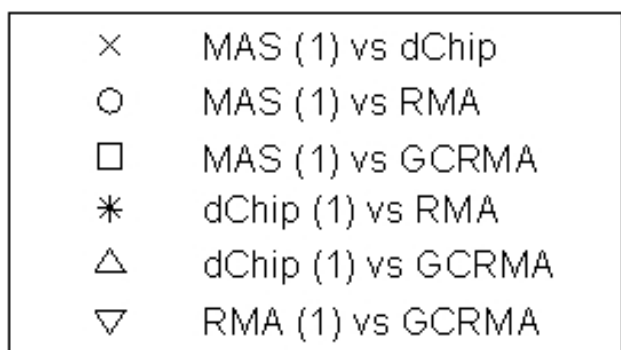 MAS (1) vs dChip
MAS (1) vs RMA
MAS (1) vs GCRMA
dChip (1) vs RMA
dChip (1) vs GCRMA
RMA (1) vs GCRMA